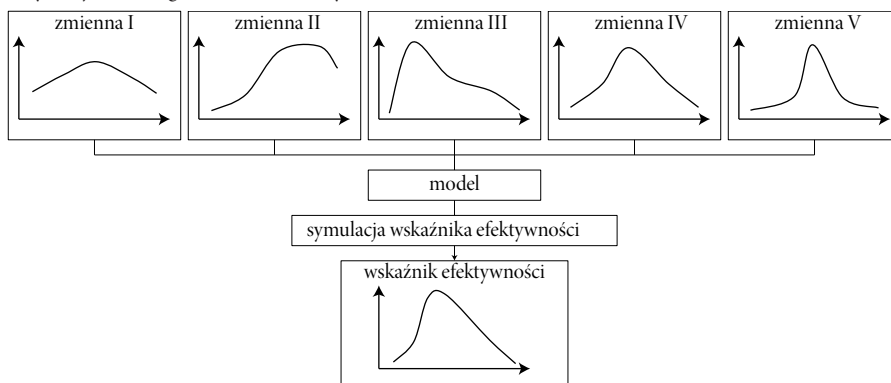 zmienna I
zmienna II
zmienna III
zmienna IV
zmienna V
model
symulacja wskaźnika efektywności
wskaźnik efektywności